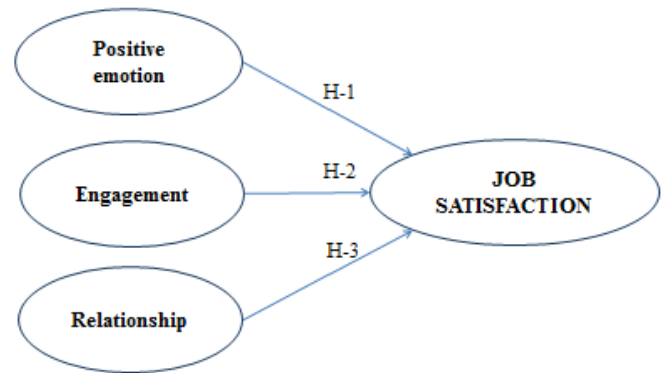 Positive
emotion
H-1
Engagement
H-2
JOB
SATISFACTION
H-3
Relationship